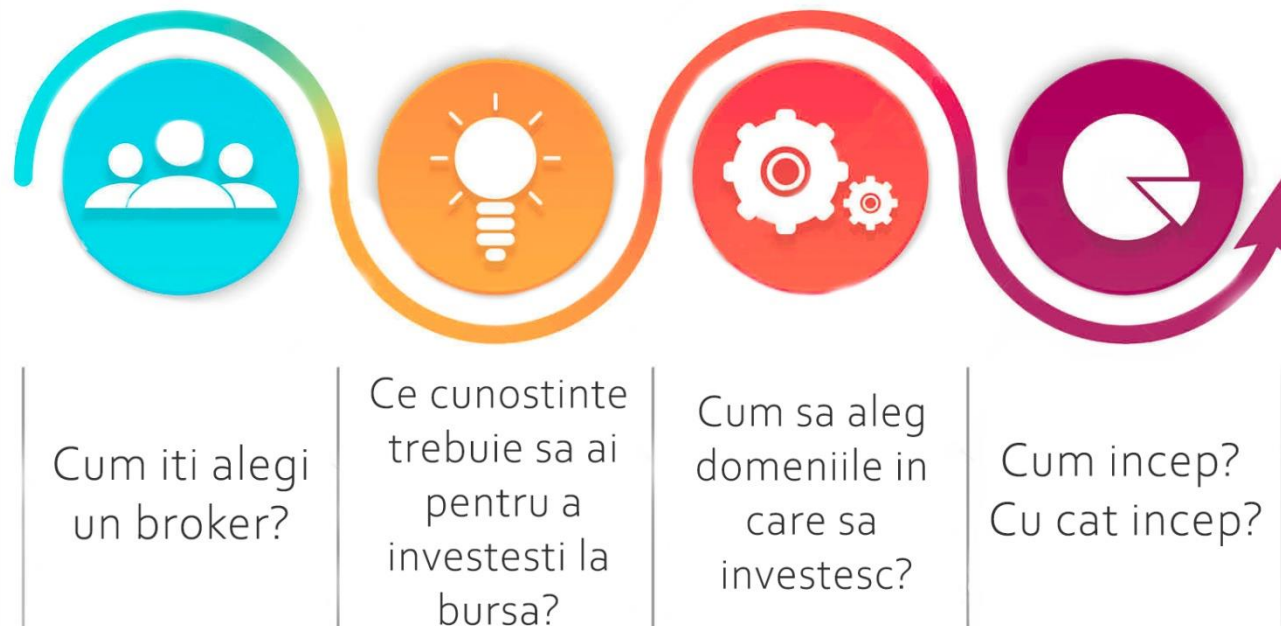 Cum iti alegi
un broker?
Ce cunostinte
trebuie sa ai
pentru a
investesti la
bursa?
Cum sa aleg
domeniile in
care sa
investesc?
Cum incep?
Cu cat incep?